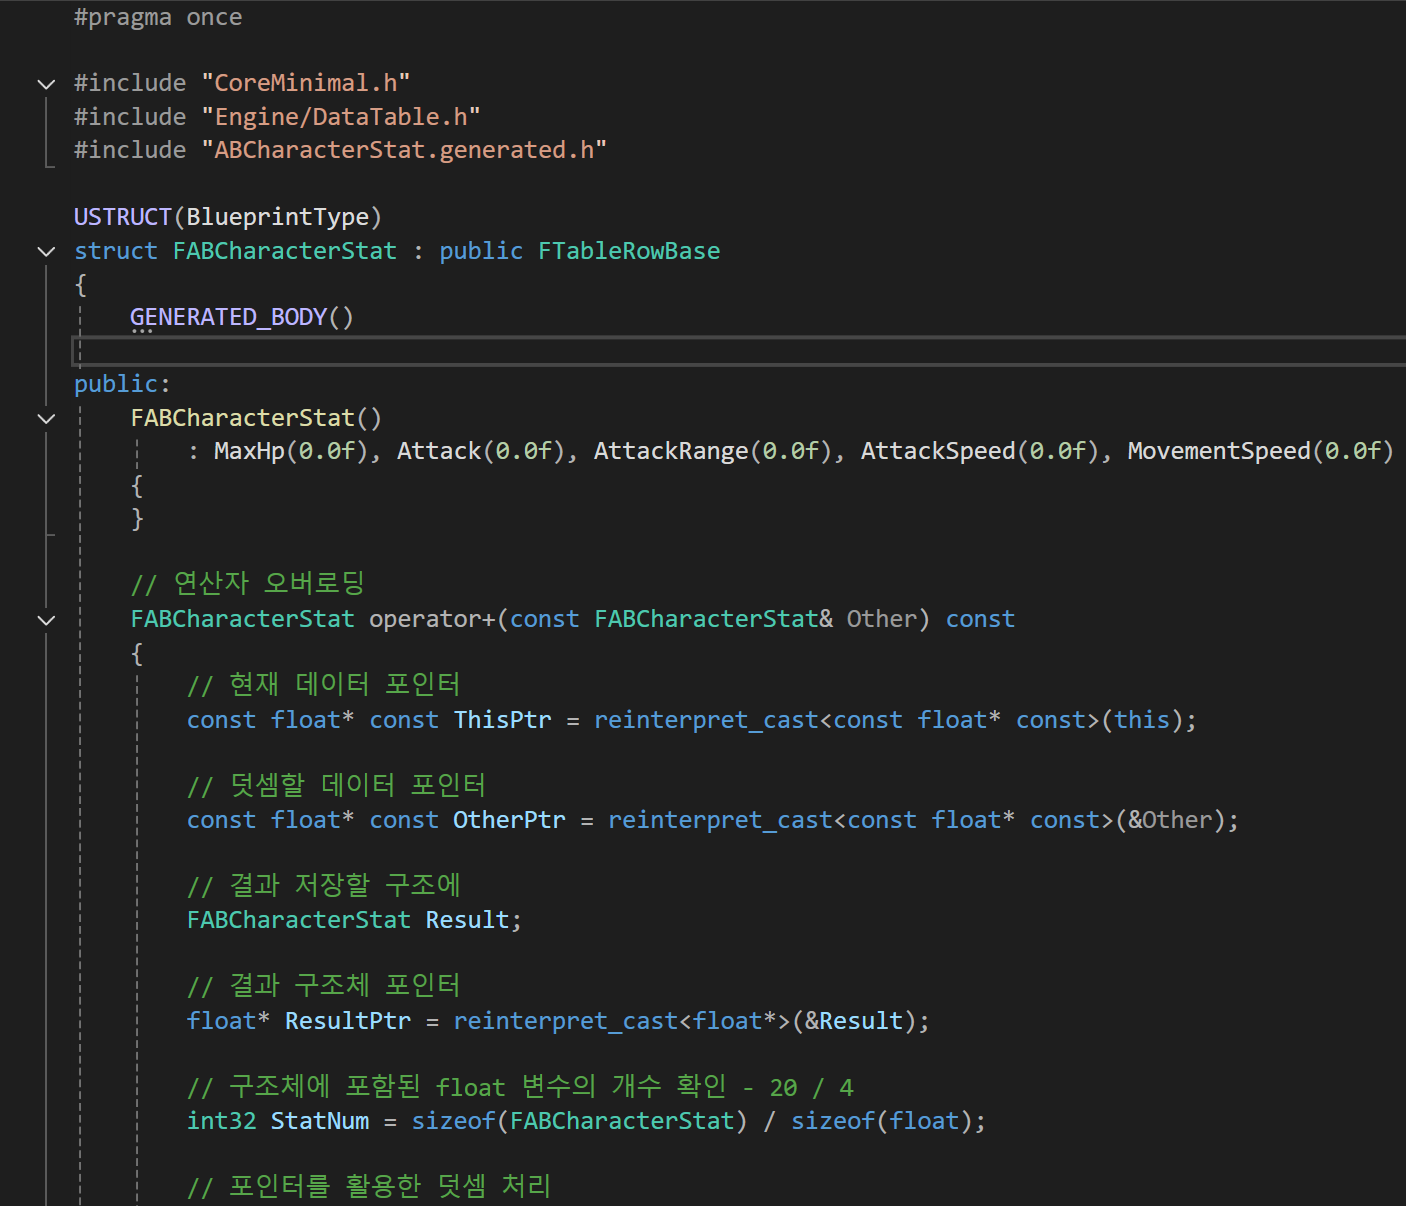 #pragma once
#include "CoreMinimal.h"
#include "Engine/DataTable.h"
#include "ABCharacterStat.generated.h"
USTRUCT(BlueprintType)
struct FABCharacterStat : public FTableRowBase
{
GENERATED_BODY()
public:
FABCharacterStat()
: MaxHp(0.0f), Attack(0.0f), AttackRange(0.0f), AttackSpeed(0.0f), MovementSpeed(0.0f)
{
}
// 연산자 오버로딩
FABCharacterStat operator+(const FABCharacterStat& Other) const
{
// 현재 데이터 포인터
const float* const ThisPtr = reinterpret_cast<const float* const>(this);
// 덧셈할 데이터 포인터
const float* const OtherPtr = reinterpret_cast<const float* const>(&Other);
// 결과 저장할 구조에
FABCharacterStat Result;
// 결과 구조체 포인터
float* ResultPtr = reinterpret_cast<float*>(&Result);
// 구조체에 포함된 float 변수의 개수 확인 - 20 / 4
int32 StatNum = sizeof(FABCharacterStat) / sizeof(float);
// 포인터를 활용한 덧셈 처리